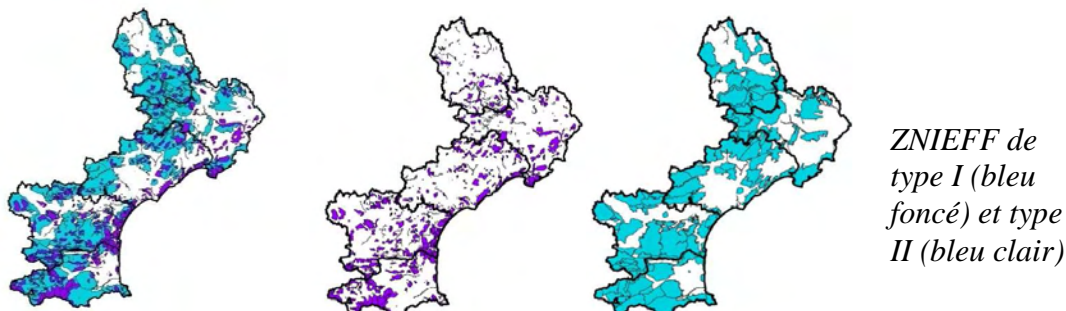 ZNIEFF de
type I (bleu
foncé) et type
II (bleu clair)